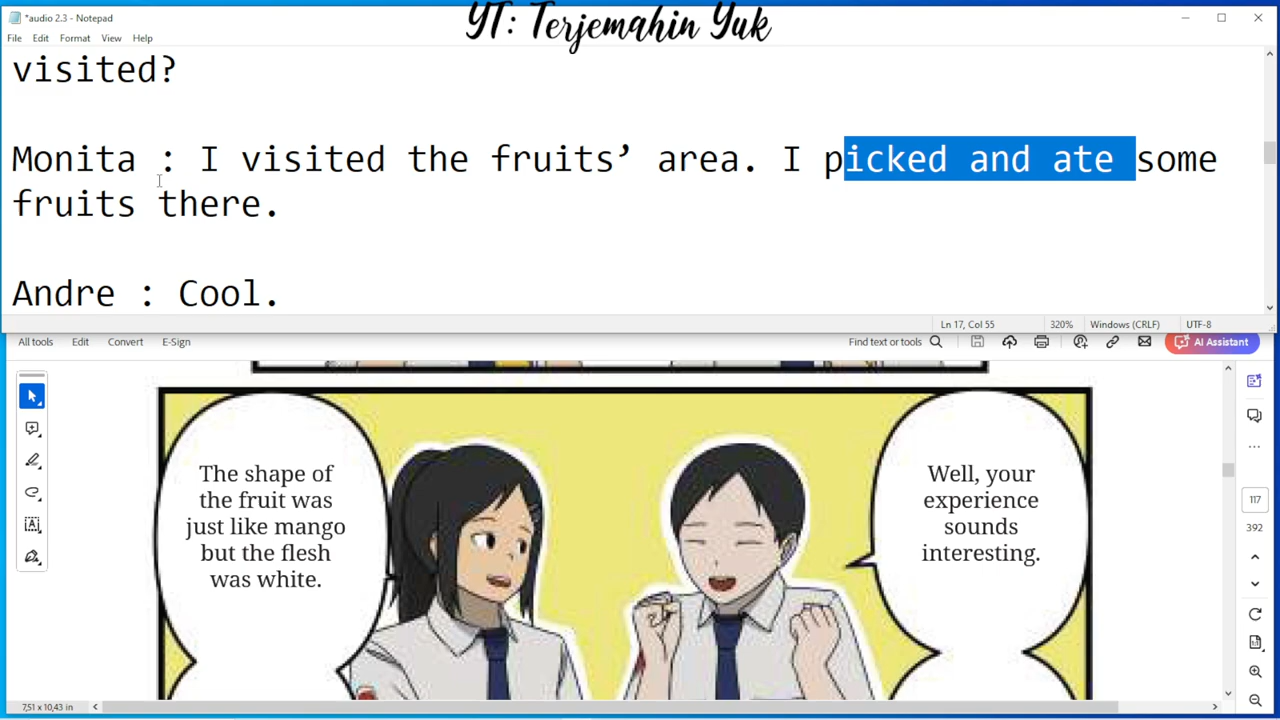 *audio 2.3 - Notepad
YT: Terjemahin Yuk
File Edit Format View Help
visited?
Monita : I visited the fruits’ area. I picked and ate some
fruits there.
Andre : Cool.
Ln 17, Col 55 320% Windows (CRLF) UTF-8
All tools Edit Convert E-Sign Find text or tools AI Assistant
The shape of
the fruit was
just like mango
but the flesh
was white.
Well, your
experience
sounds
interesting.
117
392
7,51 x 10,43 in